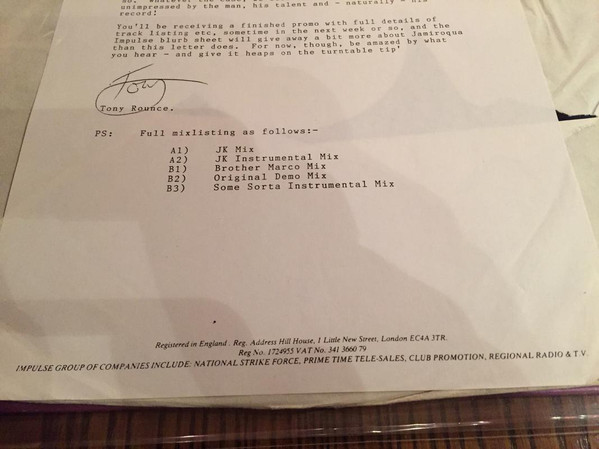 unimpressed by the man, his talent and - naturally - his
record!
You'll be receiving a finished promo with full details of
track listing etc, sometime in the next week or so, and the
Impulse blurb sheet will give away a bit more about Jamiroqua
than this letter does. For now, though, be amazed by what
you hear - and give it heaps on the turntable tip'
Tony
Tony Rounce.
PS: Full mixlisting as follows:-
A1) JK Mix
A2) JK Instrumental Mix
B1) Brother Marco Mix
B2) Original Demo Mix
B3) Some Sorta Instrumental Mix
Registered in England. Reg. Address Hill House, 1 Little New Street, London EC4A 3TR.
Reg No. 1724955 VAT No. 341 3660 79
IMPULSE GROUP OF COMPANIES INCLUDE: NATIONAL STRIKE FORCE, PRIME TIME TELE-SALES, CLUB PROMOTION, REGIONAL RADIO & T.V.